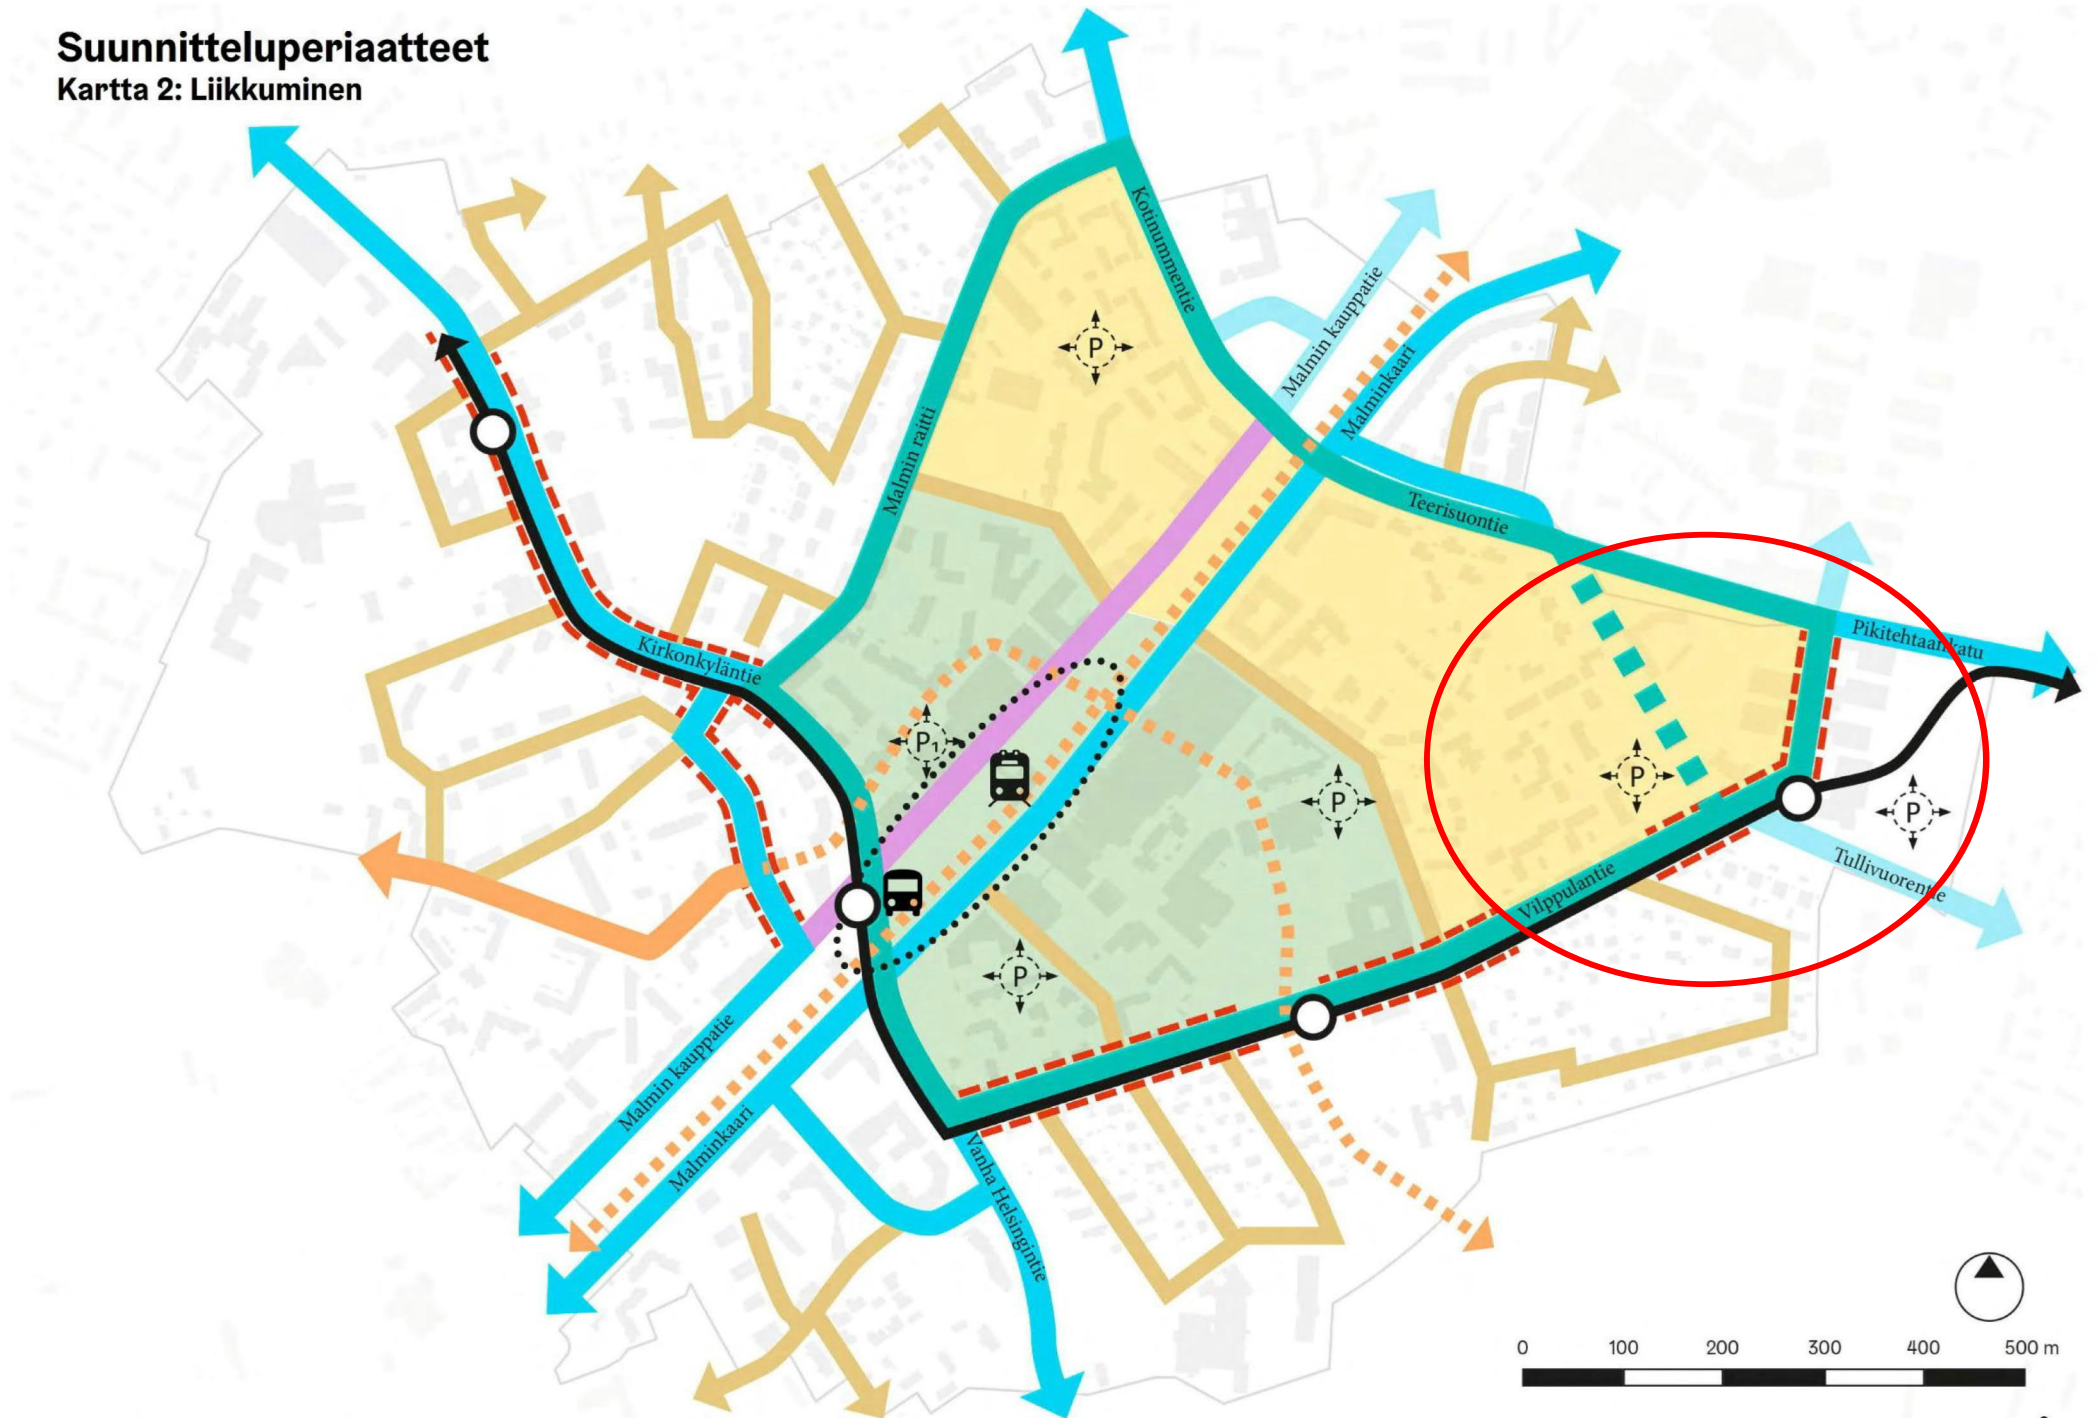 Suunnitteluperiaatteet
Kartta 2: Liikkuminen
Kotinummentie
Malmin kauppatie
Malminkaari
P
Malmin raitti
Teerisuontie
Pikitehtaankatu
Kirkonkyläntie
P1
P
P
P
Tullivuorentie
Vilppulantie
P
Malmin kauppatie
Malminkaari
Vanha Helsingintie
0 100 200 300 400 500 m